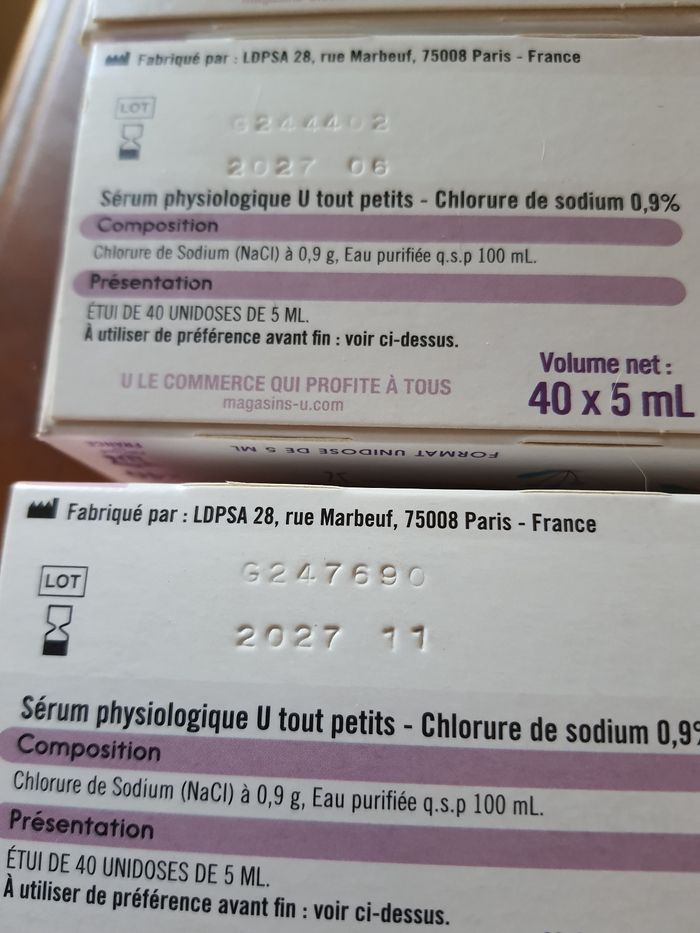 Fabriqué par : LDPSA 28, rue Marbeuf, 75008 Paris - France
LOT
G244402
2027 06
Sérum physiologique U tout petits - Chlorure de sodium 0,9%
Composition
Chlorure de Sodium (NaCl) à 0,9 g, Eau purifiée q.s.p 100 mL.
Présentation
ÉTUI DE 40 UNIDOSES DE 5 ML.
À utiliser de préférence avant fin : voir ci-dessus.
Volume net :
U LE COMMERCE QUI PROFITE À TOUS
40 x 5 mL
magasins-u.com
FORMAT UNIDOSE DE 5 ML
Fabriqué par : LDPSA 28, rue Marbeuf, 75008 Paris - France
LOT
G247690
2027 11
Sérum physiologique U tout petits - Chlorure de sodium 0,9%
Composition
Chlorure de Sodium (NaCl) à 0,9 g, Eau purifiée q.s.p 100 mL.
Présentation
ÉTUI DE 40 UNIDOSES DE 5 ML.
À utiliser de préférence avant fin : voir ci-dessus.